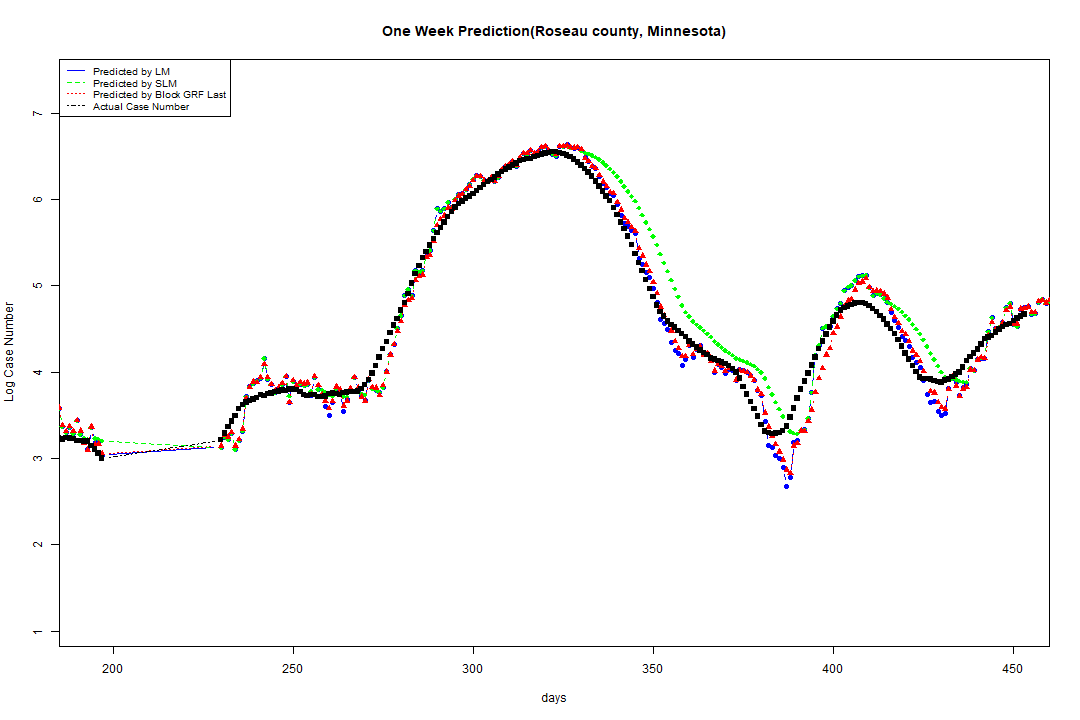 One Week Prediction(Roseau county, Minnesota)
Predicted by LM
Predicted by SLM
Predicted by Block GRF Last
Actual Case Number
7
6
5
4
3
2
1
Log Case Number
200 250 300 350 400 450
days